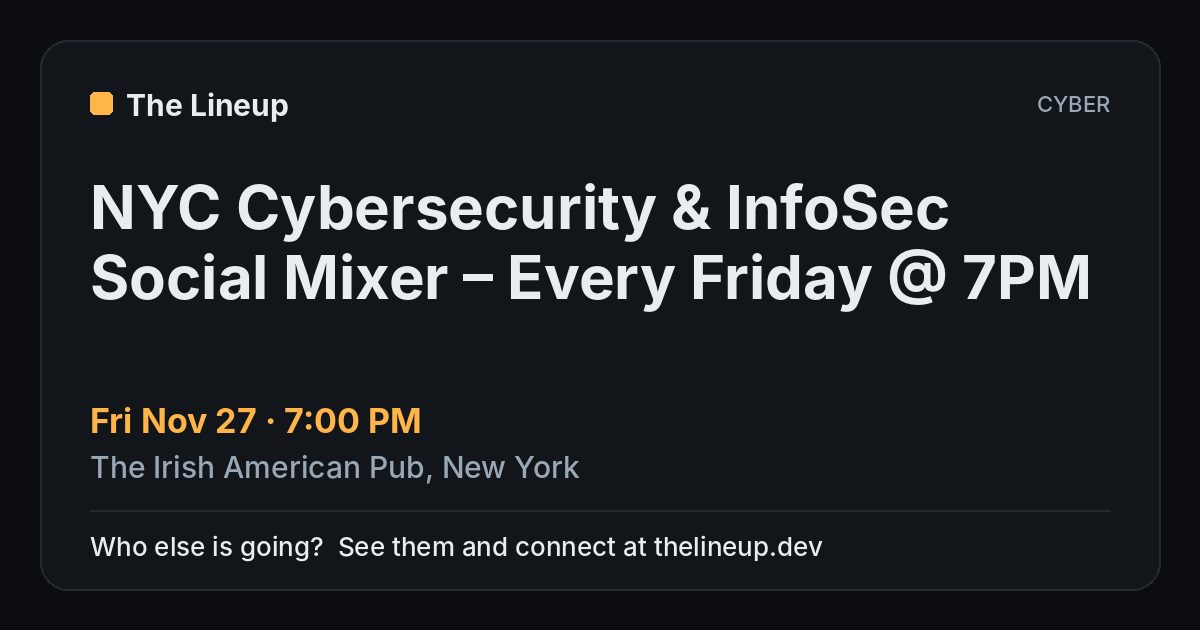 The Lineup
CYBER
NYC Cybersecurity & InfoSec
Social Mixer – Every Friday @ 7PM
Fri Nov 27 · 7:00 PM
The Irish American Pub, New York
Who else is going? See them and connect at thelineup.dev